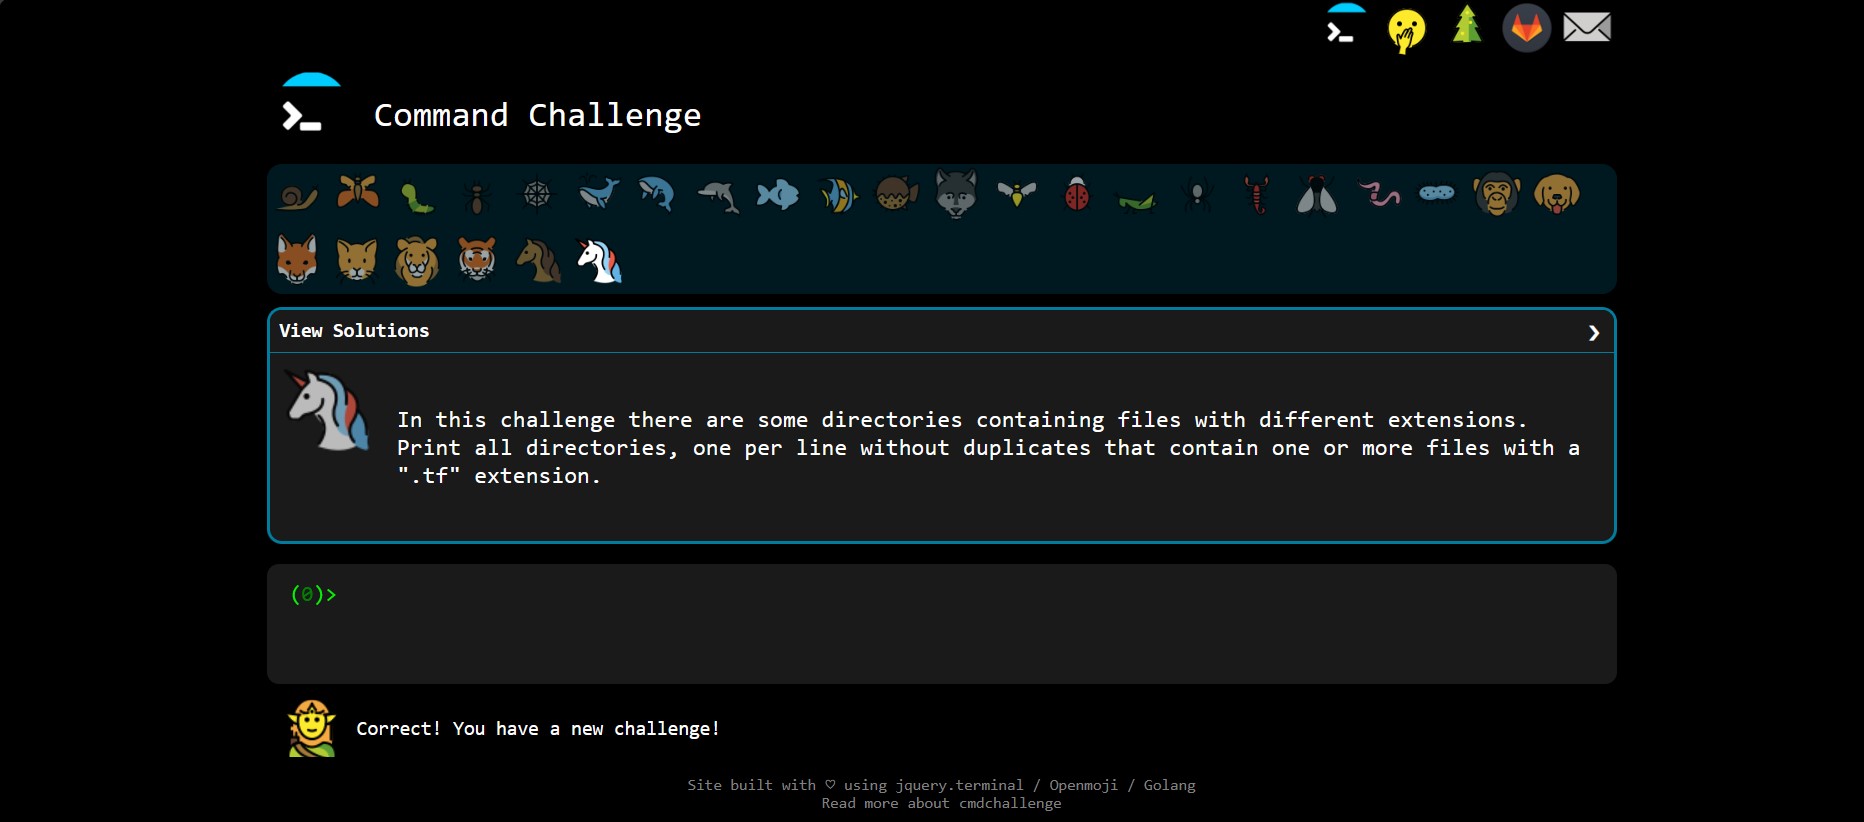 Command Challenge
View Solutions
In this challenge there are some directories containing files with different extensions.
Print all directories, one per line without duplicates that contain one or more files with a
".tf" extension.
(0)>
Correct! You have a new challenge!
Site built with ♡ using jquery.terminal / Openmoji / Golang
Read more about cmdchallenge